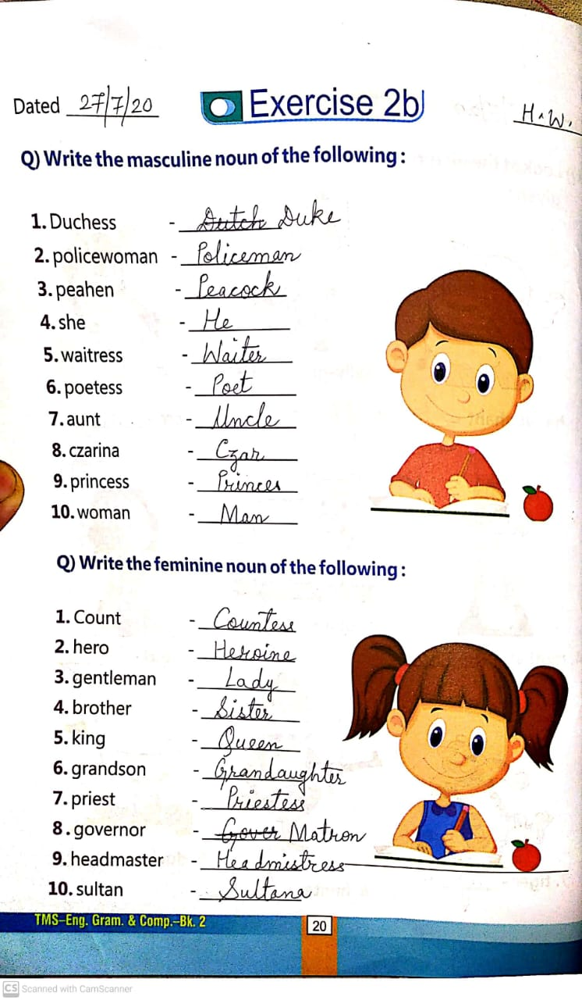 Dated 27/7/20 Exercise 2b H.W.
Q) Write the masculine noun of the following:
1. Duchess - Dutch Duke
2. policewoman - Policeman
3. peahen - Peacock
4. she - He
5. waitress - Waiter
6. poetess - Poet
7. aunt - Uncle
8. czarina - Czar
9. princess - Princes
10. woman - Man
Q) Write the feminine noun of the following:
1. Count - Countess
2. hero - Heroine
3. gentleman - Lady
4. brother - Sister
5. king - Queen
6. grandson - Grandaughter
7. priest - Priestess
8. governor - Gover Matron
9. headmaster - Headmistress
10. sultan - Sultana
TMS-Eng. Gram. & Comp.-Bk. 2 20
CS Scanned with CamScanner